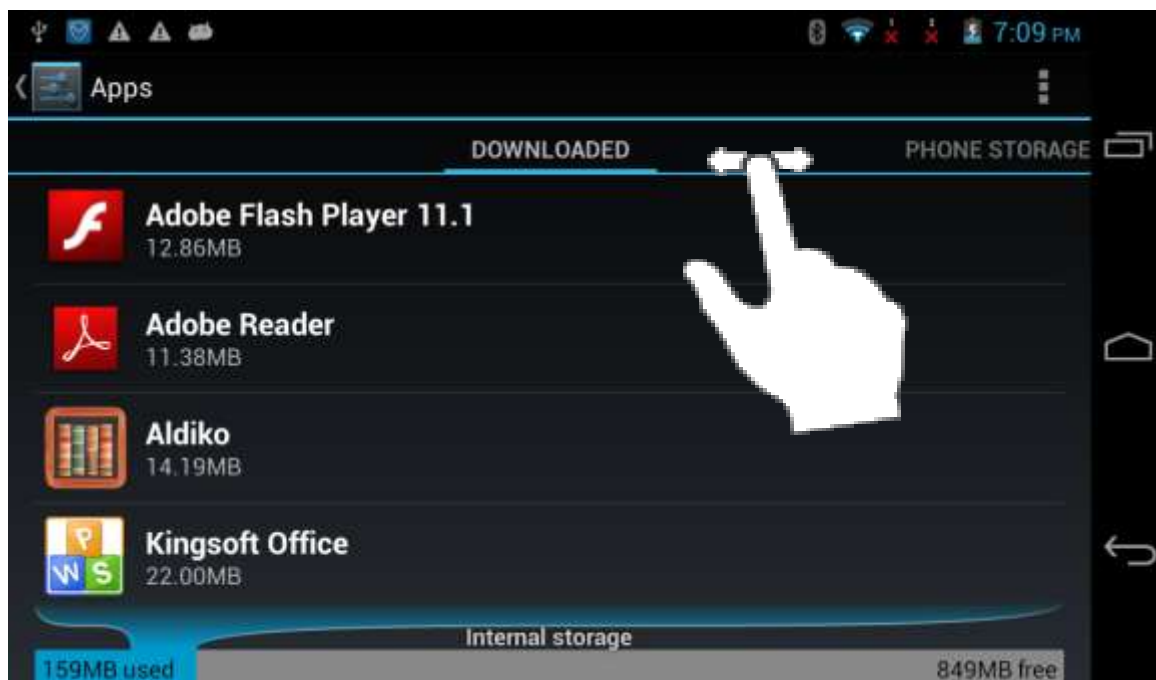 7:09 PM
Apps
DOWNLOADED
PHONE STORAGE
Adobe Flash Player 11.1
12.86MB
Adobe Reader
11.38MB
Aldiko
14.19MB
P
W S
Kingsoft Office
22.00MB
Internal storage
159MB used
849MB free